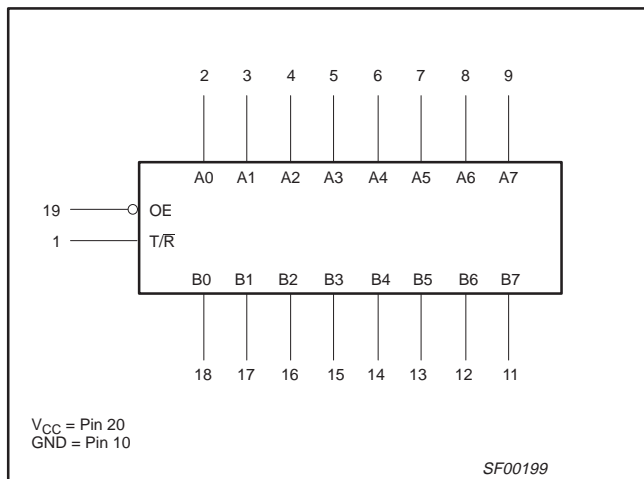 2 3 4 5 6 7 8 9
A0 A1 A2 A3 A4 A5 A6 A7
19 OE
1 T/R̅
B0 B1 B2 B3 B4 B5 B6 B7
18 17 16 15 14 13 12 11
VCC = Pin 20
GND = Pin 10
SF00199